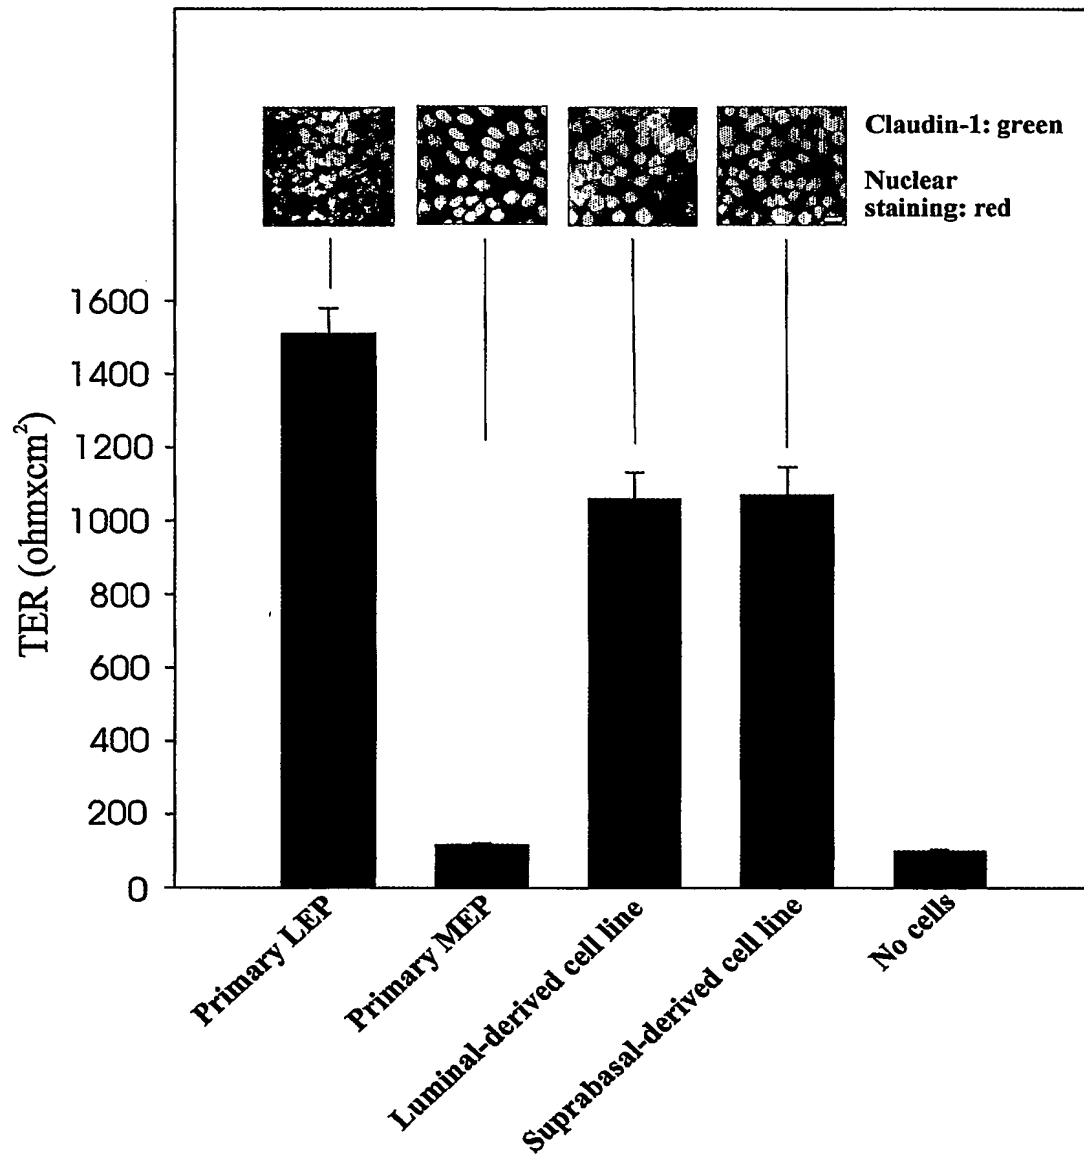 Claudin-1: green
Nuclear
staining: red
TER (ohmxcm²)
1600
1400
1200
1000
800
600
400
200
0
Primary LEP
Primary MEP
Luminal-derived cell line
Suprabasal-derived cell line
No cells